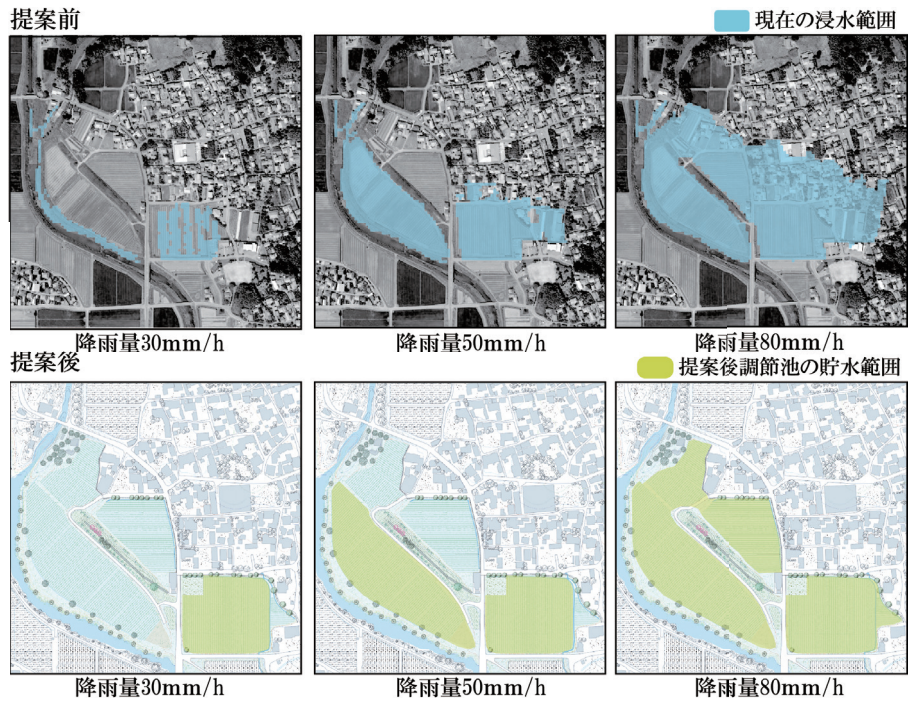 提案前
現在の浸水範囲
降雨量30mm/h
降雨量50mm/h
降雨量80mm/h
提案後
提案後調節池の貯水範囲
降雨量30mm/h
降雨量50mm/h
降雨量80mm/h